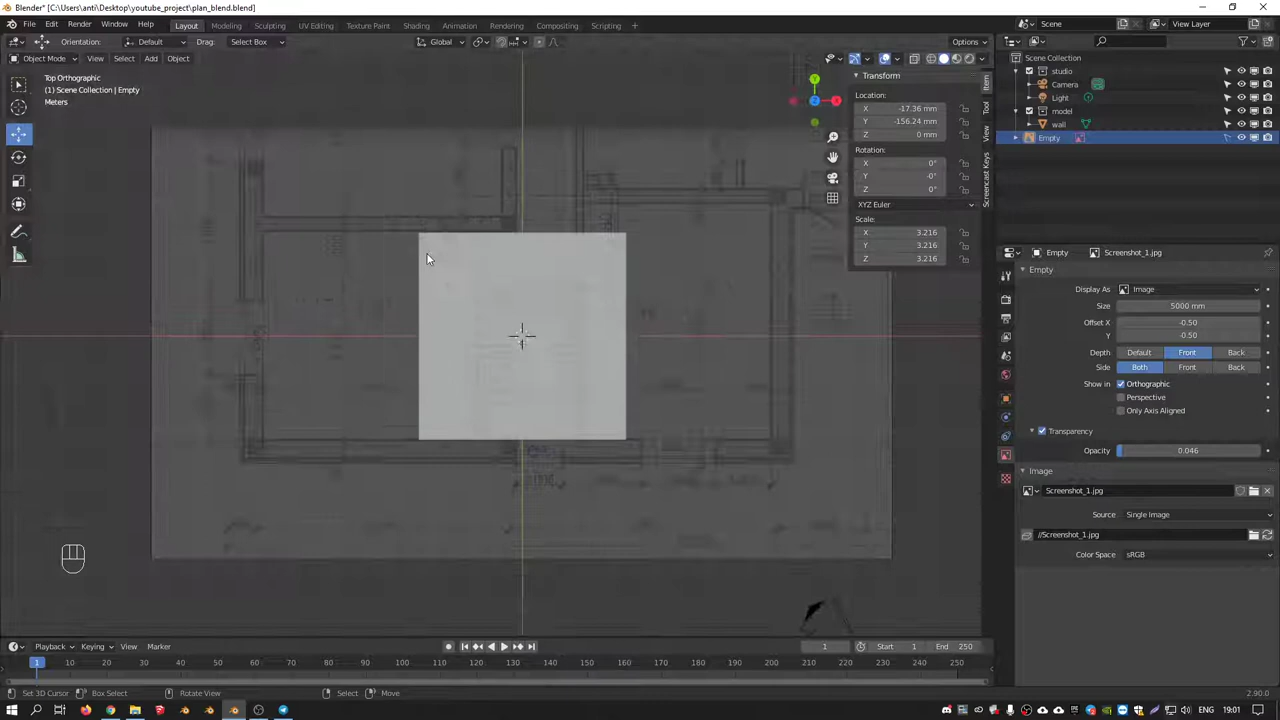 Blender* [C:\Users\anti\Desktop\youtube_project\plan_blend.blend]
File Edit Render Window Help
Layout Modeling Sculpting UV Editing Texture Paint Shading Animation Rendering Compositing Scripting +
Scene
View Layer
Orientation: Default Drag: Select Box
Global
Options
Object Mode View Select Add Object
Top Orthographic
(1) Scene Collection | Empty
Meters
Transform
Location:
X -17.36 mm
Y -156.24 mm
Z 0 mm
Rotation:
X 0°
Y -0°
Z 0°
XYZ Euler
Scale:
X 3.216
Y 3.216
Z 3.216
Item
Tool
View
Screencast Keys
Scene Collection
studio
Camera
Light
model
wall
Empty
Empty Screenshot_1.jpg
Empty
Display As Image
Size 5000 mm
Offset X -0.50
Y -0.50
Depth Default Front Back
Side Both Front Back
Show in Orthographic
Perspective
Only Axis Aligned
Transparency
Opacity 0.046
Image
Screenshot_1.jpg
Source Single Image
//Screenshot_1.jpg
Color Space sRGB
Playback Keying View Marker
1 Start 1 End 250
1 10 20 30 40 50 60 70 80 90 100 110 120 130 140 150 160 170 180 190 200 210 220 230 240 250
Set 3D Cursor Box Select Rotate View Select Move
2.90.0
ENG 19:01